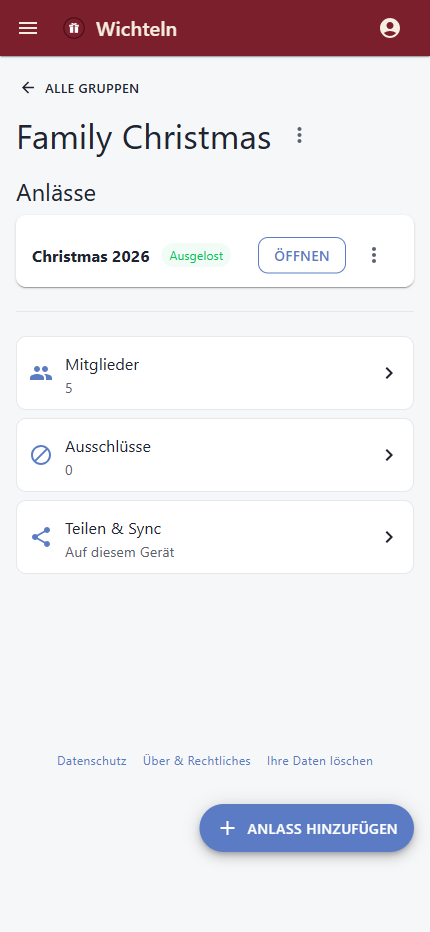 Wichteln
ALLE GRUPPEN
Family Christmas
Anlässe
Christmas 2026 Ausgelost ÖFFNEN
Mitglieder
5
Ausschlüsse
0
Teilen & Sync
Auf diesem Gerät
Datenschutz Über & Rechtliches Ihre Daten löschen
ANLASS HINZUFÜGEN